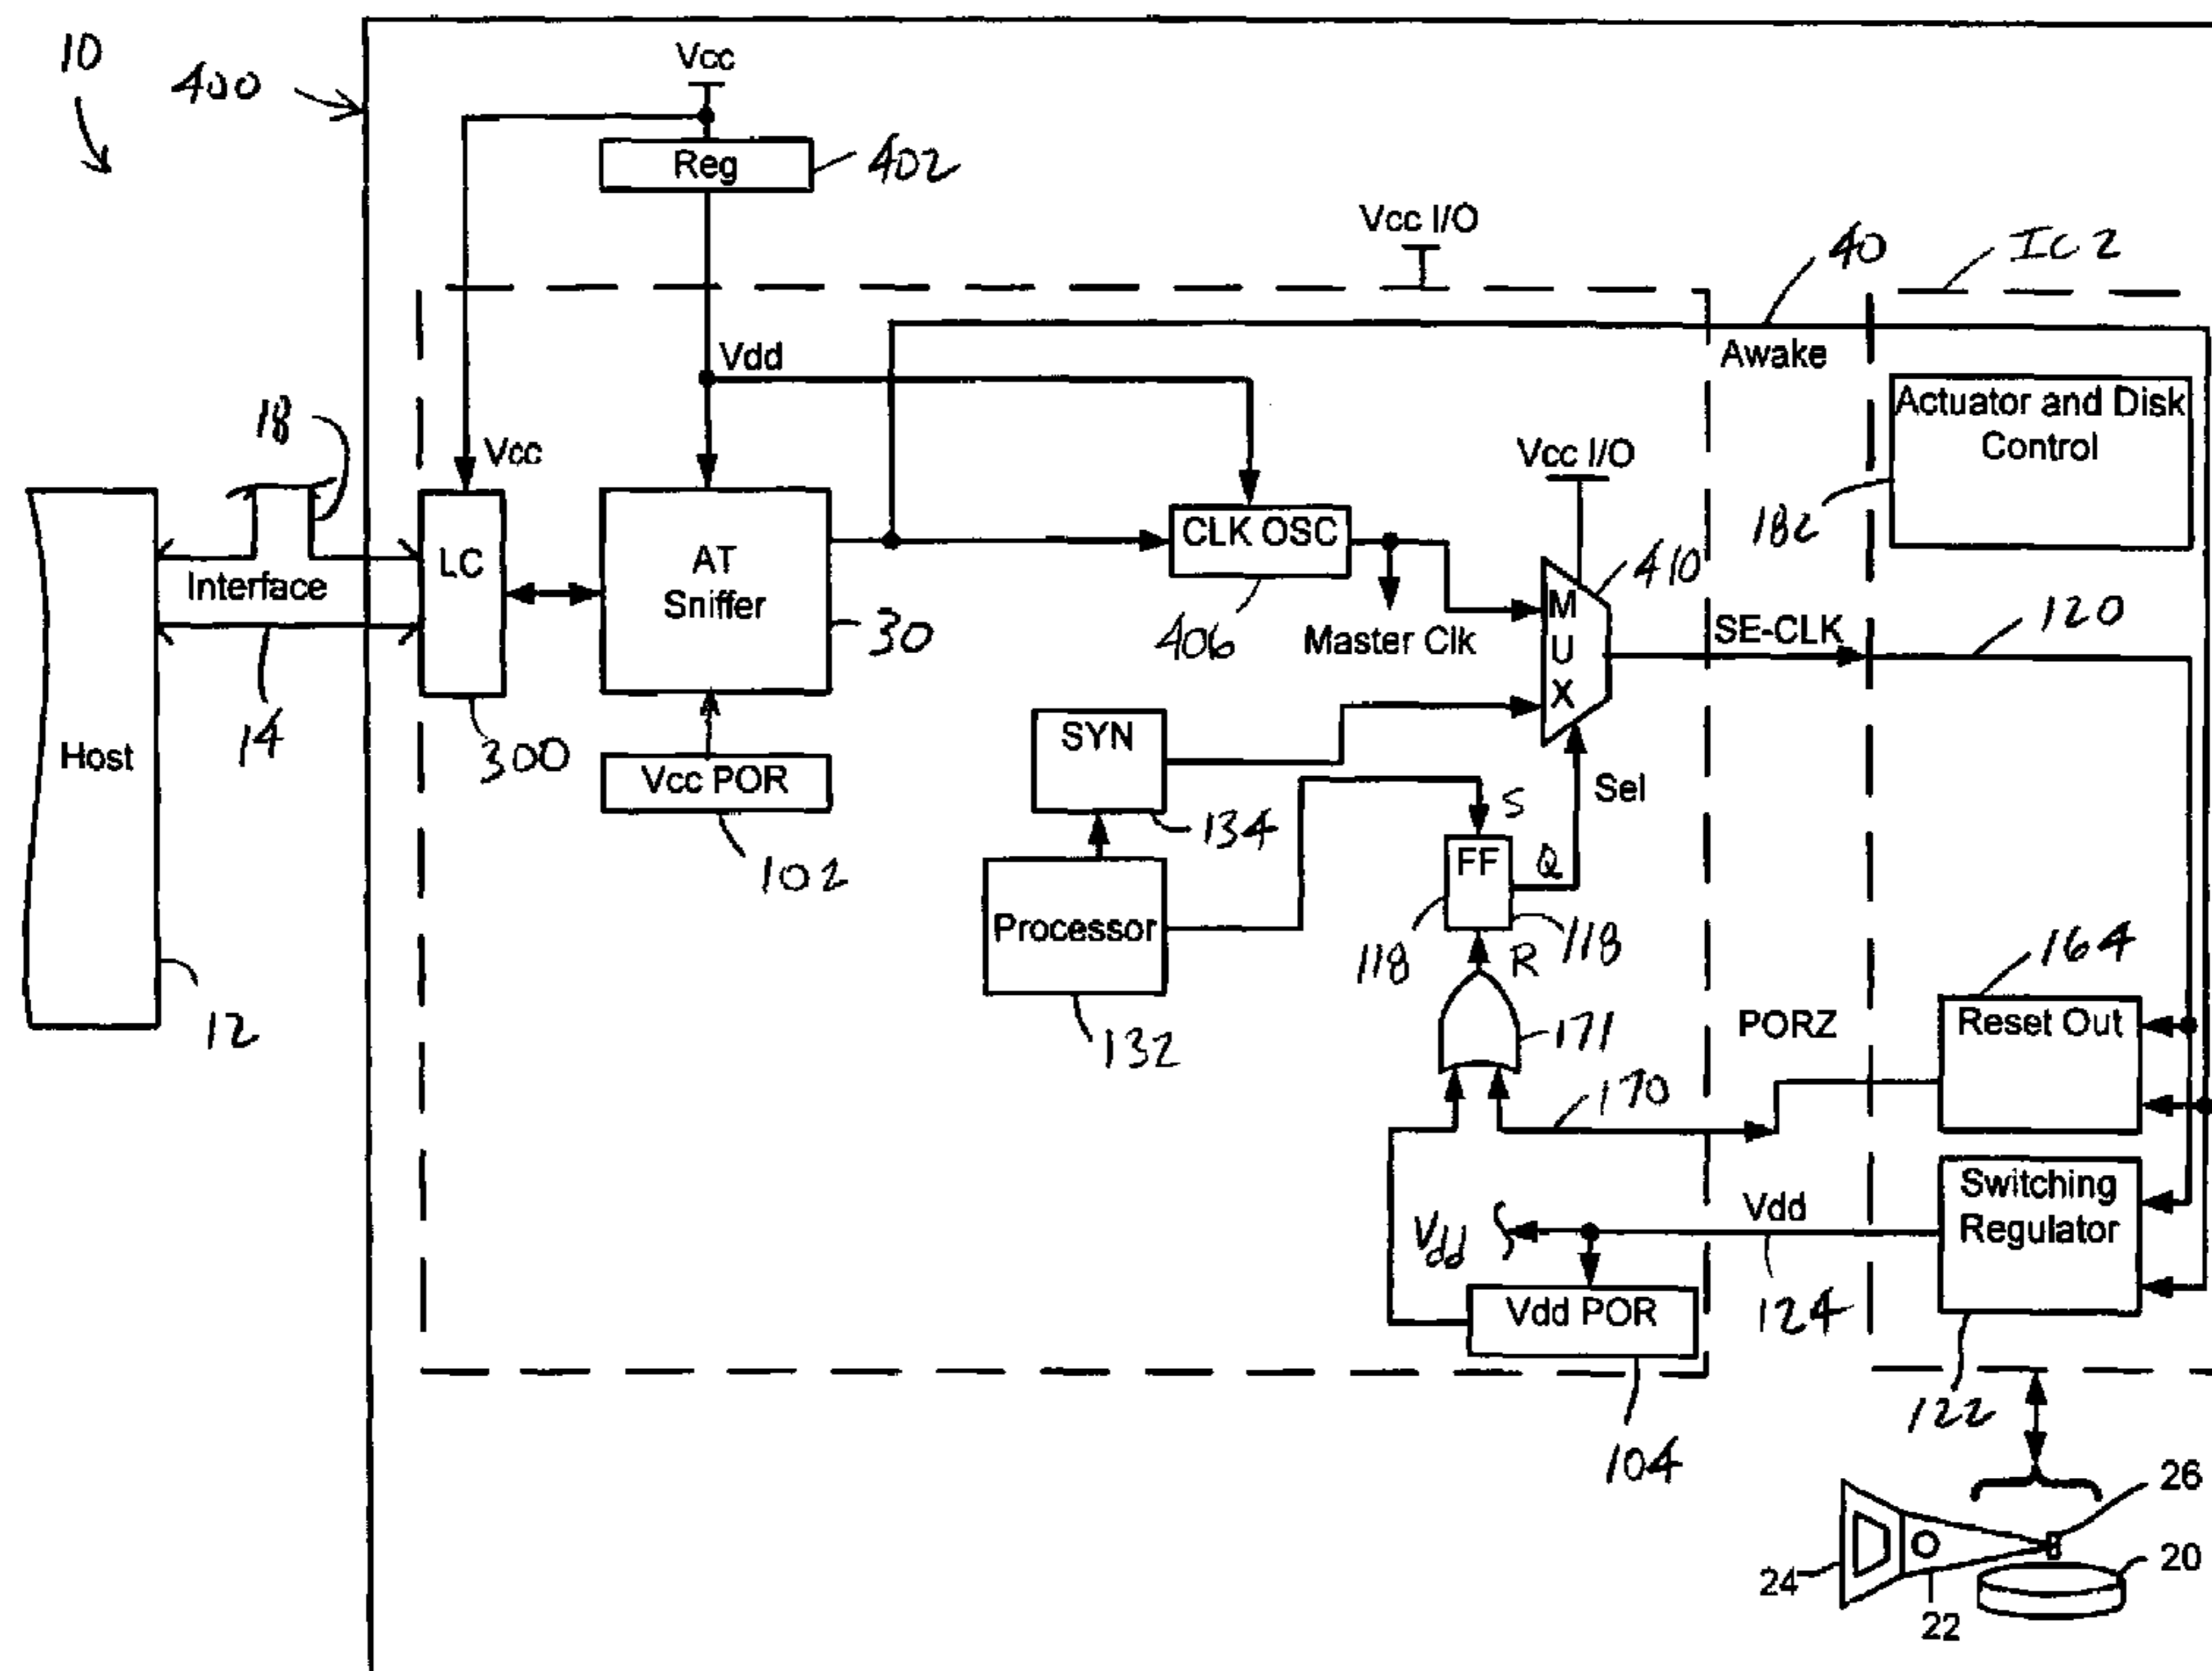 10
400
Vcc
Reg
402
Vcc I/O
40
IC 2
Vdd
Awake
18
Vcc
Actuator and Disk
Control
182
Vcc I/O
LC
AT
Sniffer
CLK OSC
410
Interface
30
406
Master Clk
M
U
X
SE-CLK
120
14
300
Host
SYN
Sel
Vcc POR
134
S
102
FF
Q
Processor
118
R
118
164
12
132
171
PORZ
Reset Out
170
Switching
Regulator
Vdd
Vdd
124
Vdd POR
122
104
26
24
22
20